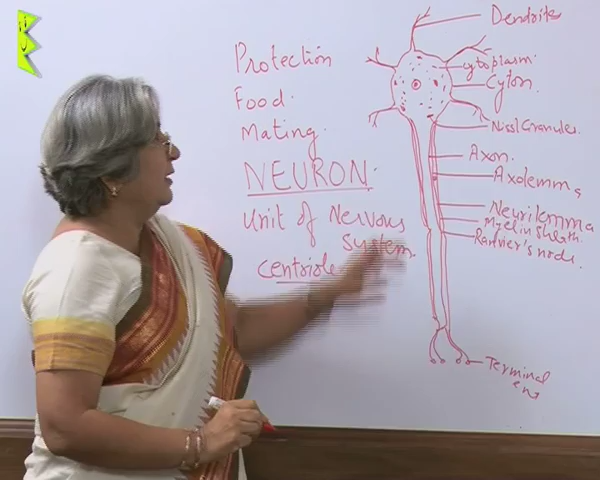 Protection
Food.
Mating.
NEURON.
Unit of Nervous
System.
Centriole
Dendrite
cytoplasm.
Cyton.
Nissl Granules.
Axon.
Axolemma
Neurilemma
Myelin Sheath.
Ranvier's node.
Terminal
end